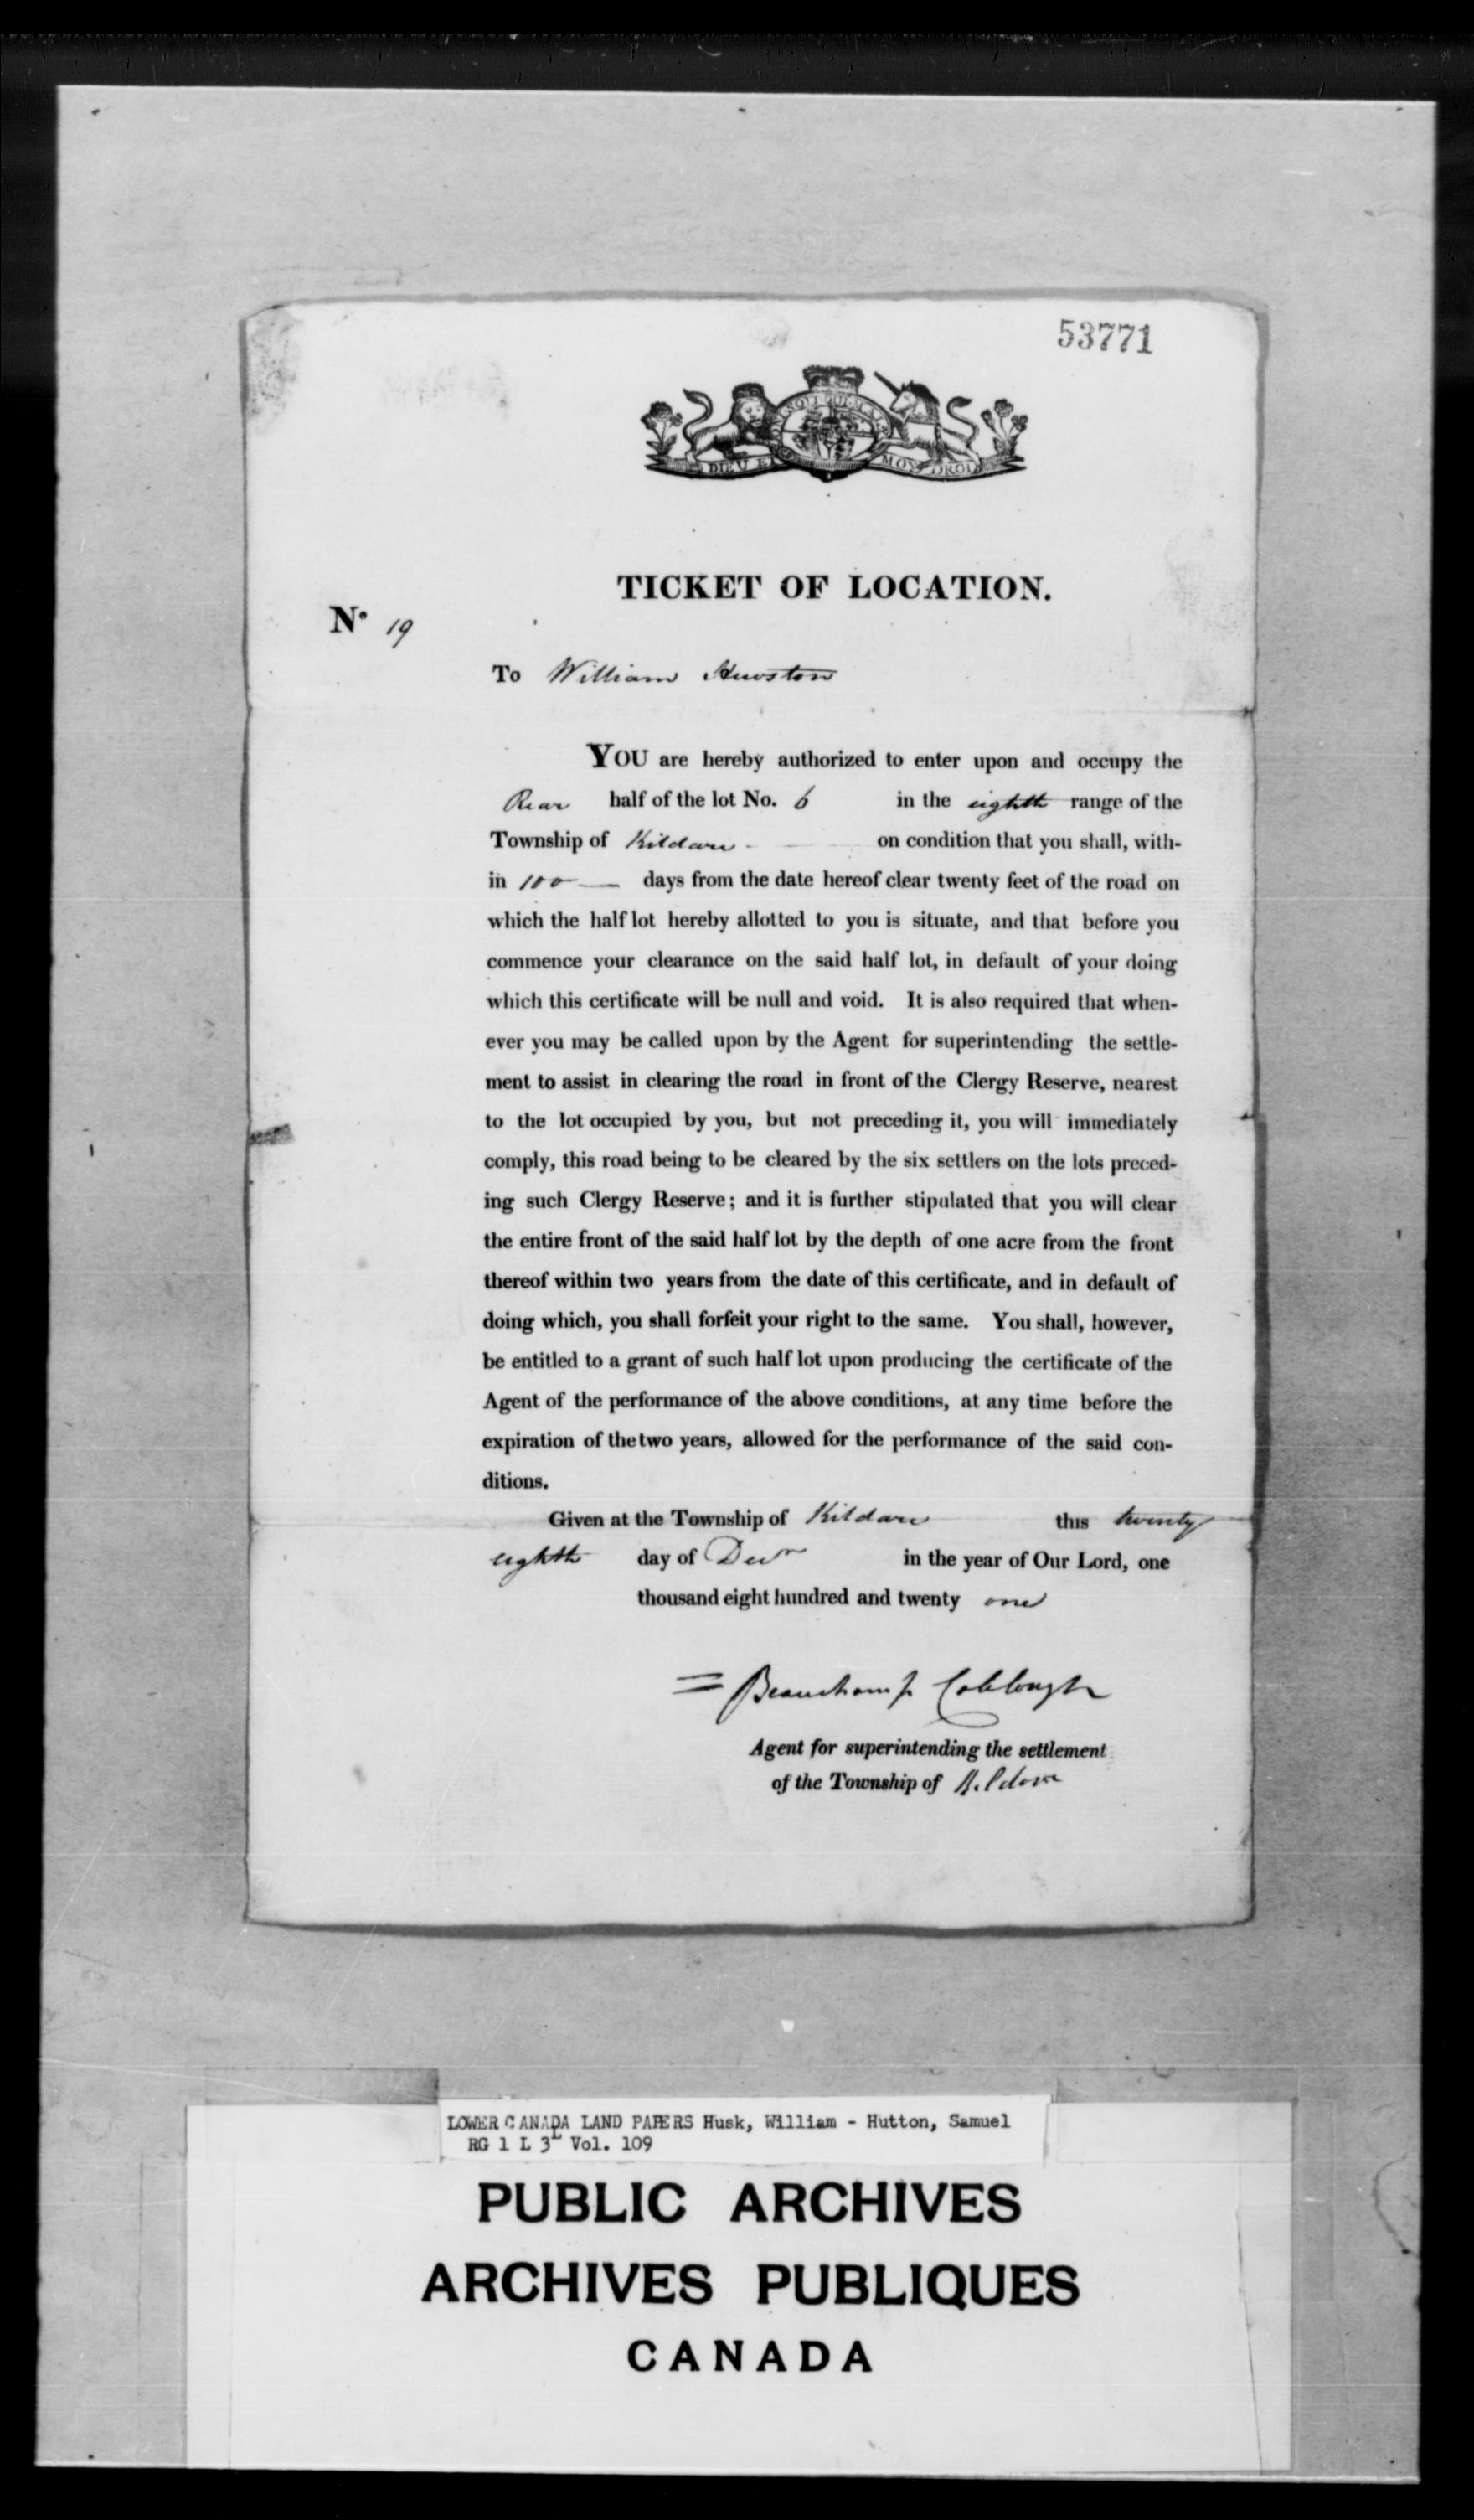 53771
HONI SOIT QUI MAL Y
DIEU ET MON DROIT
TICKET OF LOCATION.
No. 19
To William Huwston
YOU are hereby authorized to enter upon and occupy the
Rear half of the lot No. 6 in the eighth range of the
Township of Kildare - on condition that you shall, with-
in 100 — days from the date hereof clear twenty feet of the road on
which the half lot hereby allotted to you is situate, and that before you
commence your clearance on the said half lot, in default of your doing
which this certificate will be null and void. It is also required that when-
ever you may be called upon by the Agent for superintending the settle-
ment to assist in clearing the road in front of the Clergy Reserve, nearest
to the lot occupied by you, but not preceding it, you will immediately
comply, this road being to be cleared by the six settlers on the lots preced-
ing such Clergy Reserve; and it is further stipulated that you will clear
the entire front of the said half lot by the depth of one acre from the front
thereof within two years from the date of this certificate, and in default of
doing which, you shall forfeit your right to the same. You shall, however,
be entitled to a grant of such half lot upon producing the certificate of the
Agent of the performance of the above conditions, at any time before the
expiration of the two years, allowed for the performance of the said con-
ditions.
Given at the Township of Kildare this twenty
eighth day of Decr in the year of Our Lord, one
thousand eight hundred and twenty one
= Beauchamp Colclough
Agent for superintending the settlement
of the Township of Kildare
LOWER CANADA LAND PAPERS Husk, William - Hutton, Samuel
RG 1 L 3L Vol. 109
PUBLIC ARCHIVES
ARCHIVES PUBLIQUES
CANADA